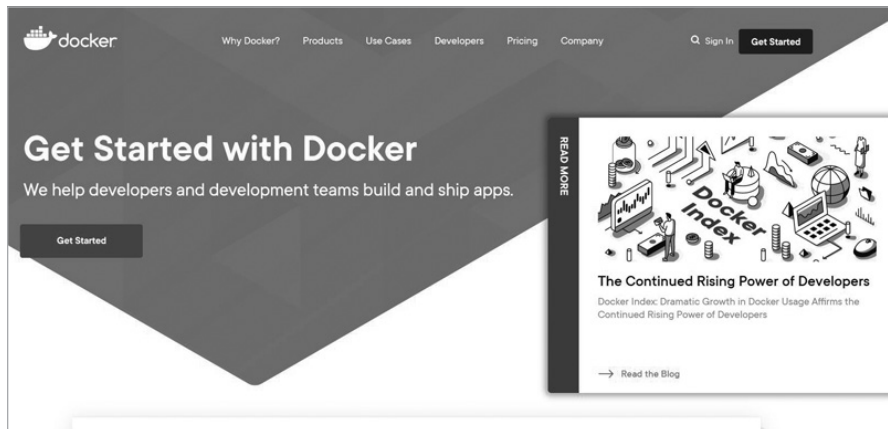 docker
Why Docker? Products Use Cases Developers Pricing Company Sign In Get Started
Get Started with Docker
We help developers and development teams build and ship apps.
Get Started
READ MORE
Docker
Index
The Continued Rising Power of Developers
Docker Index: Dramatic Growth in Docker Usage Affirms the
Continued Rising Power of Developers
Read the Blog